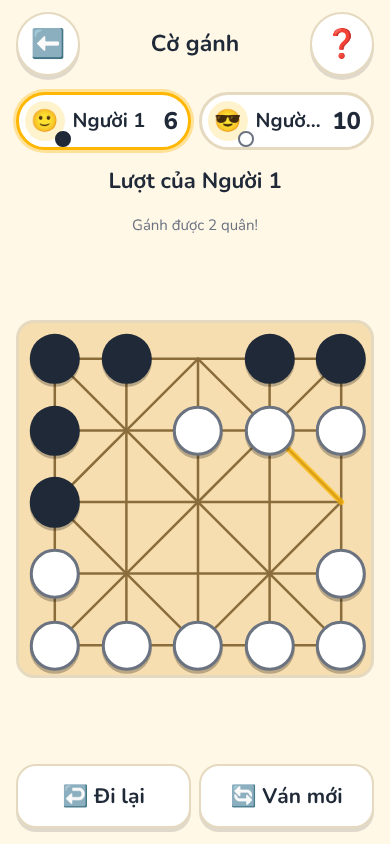 Cờ gánh
Người 1 6
Ngườ... 10
Lượt của Người 1
Gánh được 2 quân!
Đi lại
Ván mới